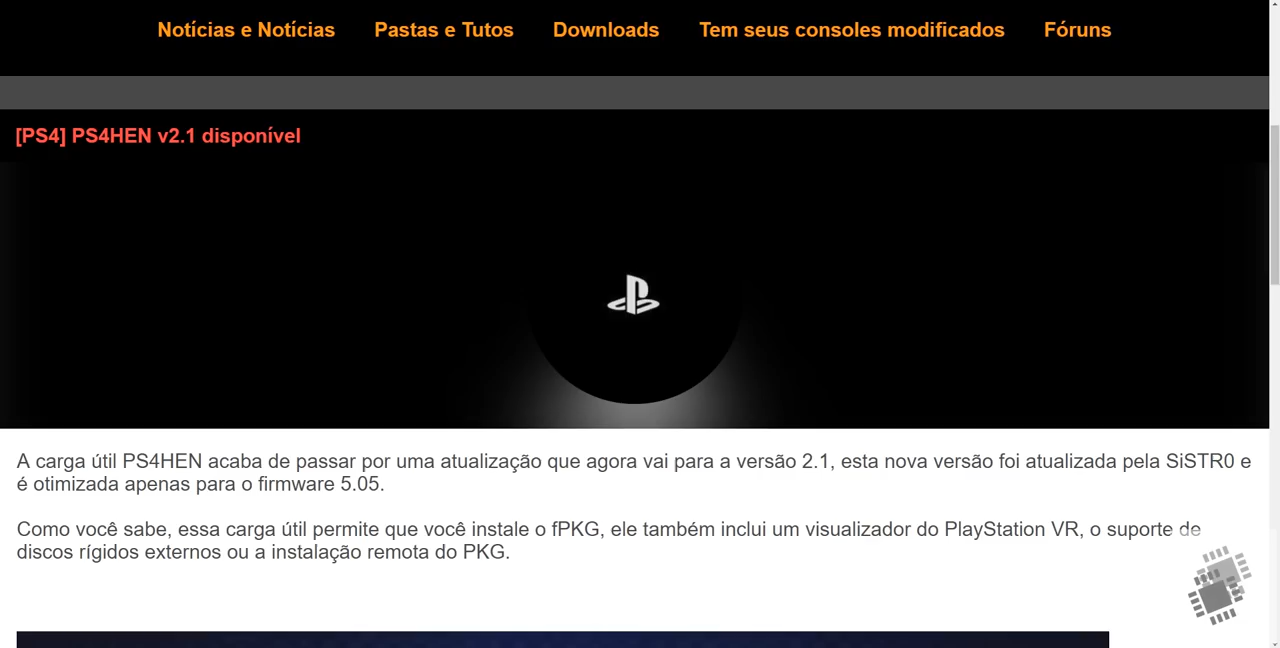 Notícias e Notícias Pastas e Tutos Downloads Tem seus consoles modificados Fóruns
[PS4] PS4HEN v2.1 disponível
A carga útil PS4HEN acaba de passar por uma atualização que agora vai para a versão 2.1, esta nova versão foi atualizada pela SiSTR0 e
é otimizada apenas para o firmware 5.05.
Como você sabe, essa carga útil permite que você instale o fPKG, ele também inclui um visualizador do PlayStation VR, o suporte de
discos rígidos externos ou a instalação remota do PKG.